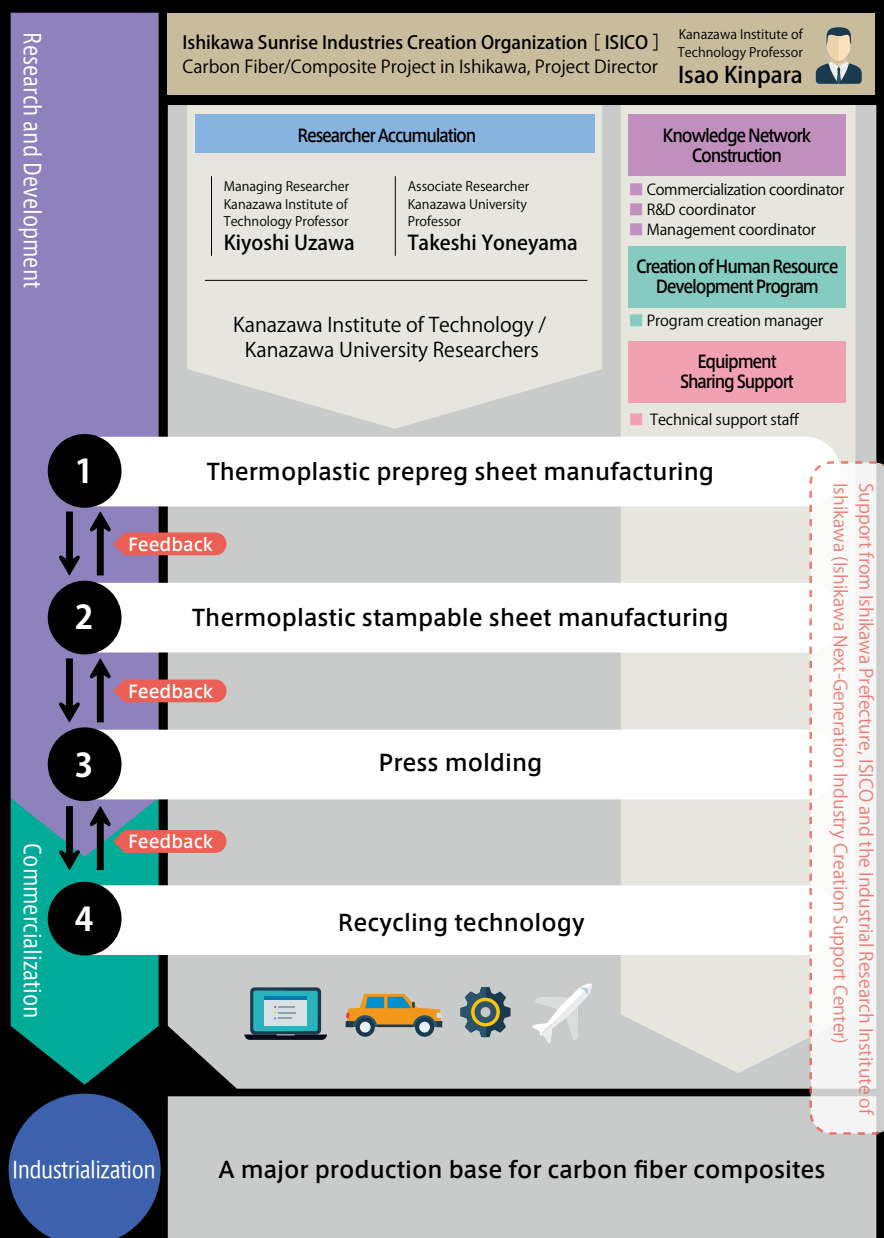 Research and Development
Ishikawa Sunrise Industries Creation Organization [ ISICO ]
Carbon Fiber/Composite Project in Ishikawa, Project Director
Kanazawa Institute of
Technology Professor
Isao Kinpara
Researcher Accumulation
Managing Researcher
Kanazawa Institute of
Technology Professor
Kiyoshi Uzawa
Associate Researcher
Kanazawa University
Professor
Takeshi Yoneyama
Kanazawa Institute of Technology /
Kanazawa University Researchers
Knowledge Network
Construction
Commercialization coordinator
R&D coordinator
Management coordinator
Creation of Human Resource
Development Program
Program creation manager
Equipment
Sharing Support
Technical support staff
1
Thermoplastic prepreg sheet manufacturing
Feedback
2
Thermoplastic stampable sheet manufacturing
Feedback
3
Press molding
Feedback
Commercialization
4
Recycling technology
Support from Ishikawa Prefecture, ISICO and the Industrial Research Institute of
Ishikawa (Ishikawa Next-Generation Industry Creation Support Center)
Industrialization
A major production base for carbon fiber composites